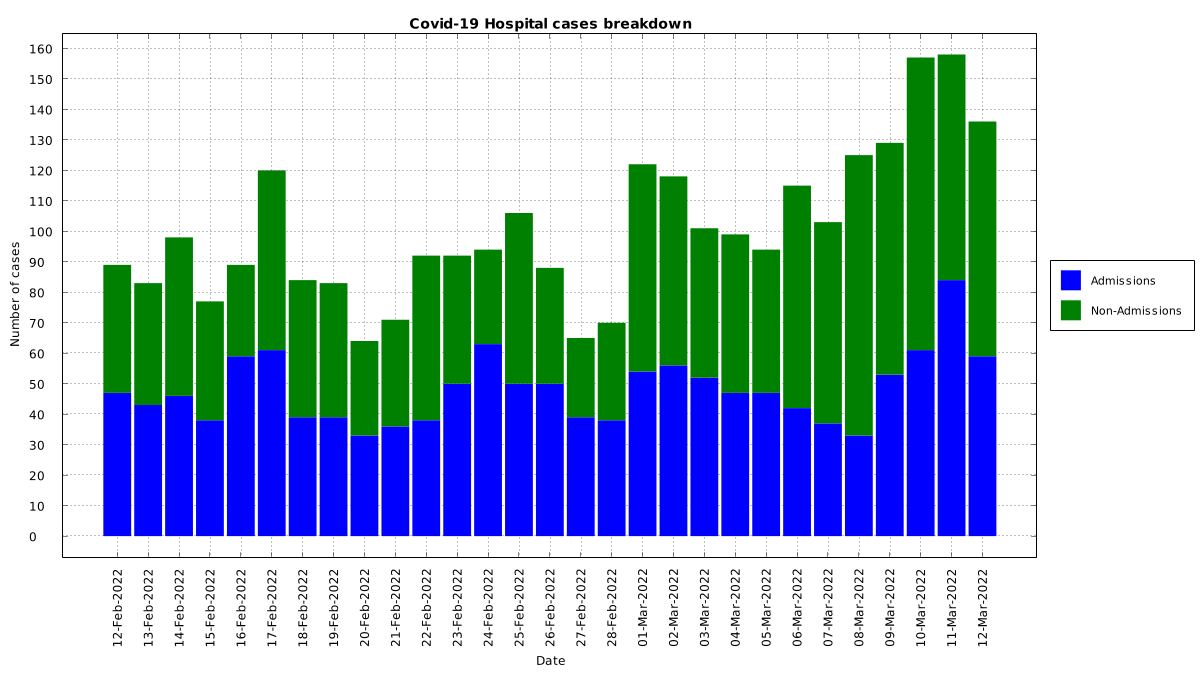 Covid-19 Hospital cases breakdown
160
150
140
130
120
110
100
90
80
70
60
50
40
30
20
10
0
Number of cases
12-Feb-2022
13-Feb-2022
14-Feb-2022
15-Feb-2022
16-Feb-2022
17-Feb-2022
18-Feb-2022
19-Feb-2022
20-Feb-2022
21-Feb-2022
22-Feb-2022
23-Feb-2022
24-Feb-2022
25-Feb-2022
26-Feb-2022
27-Feb-2022
28-Feb-2022
01-Mar-2022
02-Mar-2022
03-Mar-2022
04-Mar-2022
05-Mar-2022
06-Mar-2022
07-Mar-2022
08-Mar-2022
09-Mar-2022
10-Mar-2022
11-Mar-2022
12-Mar-2022
Date
Admissions
Non-Admissions